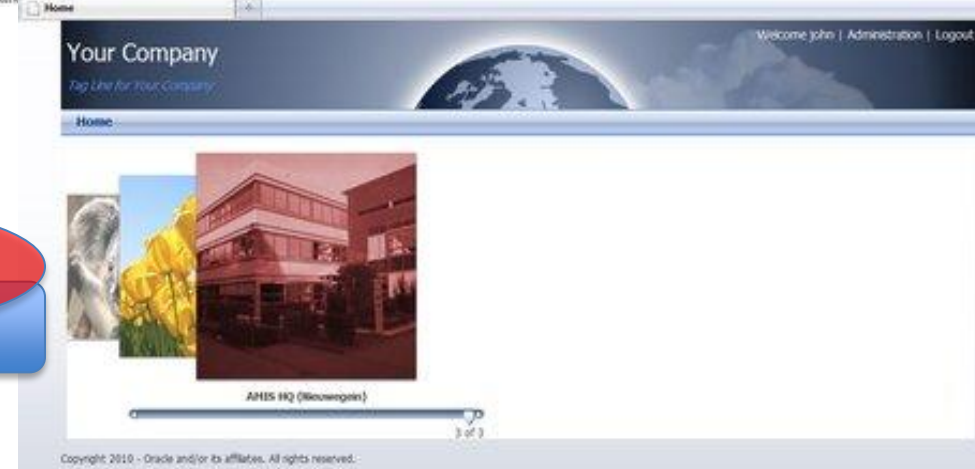 Home
Welcome john | Administration | Logout
Your Company
Tag Line for Your Company
Home
AMIS HQ (Nieuwegein)
3 of 3
Copyright 2010 - Oracle and/or its affiliates. All rights reserved.